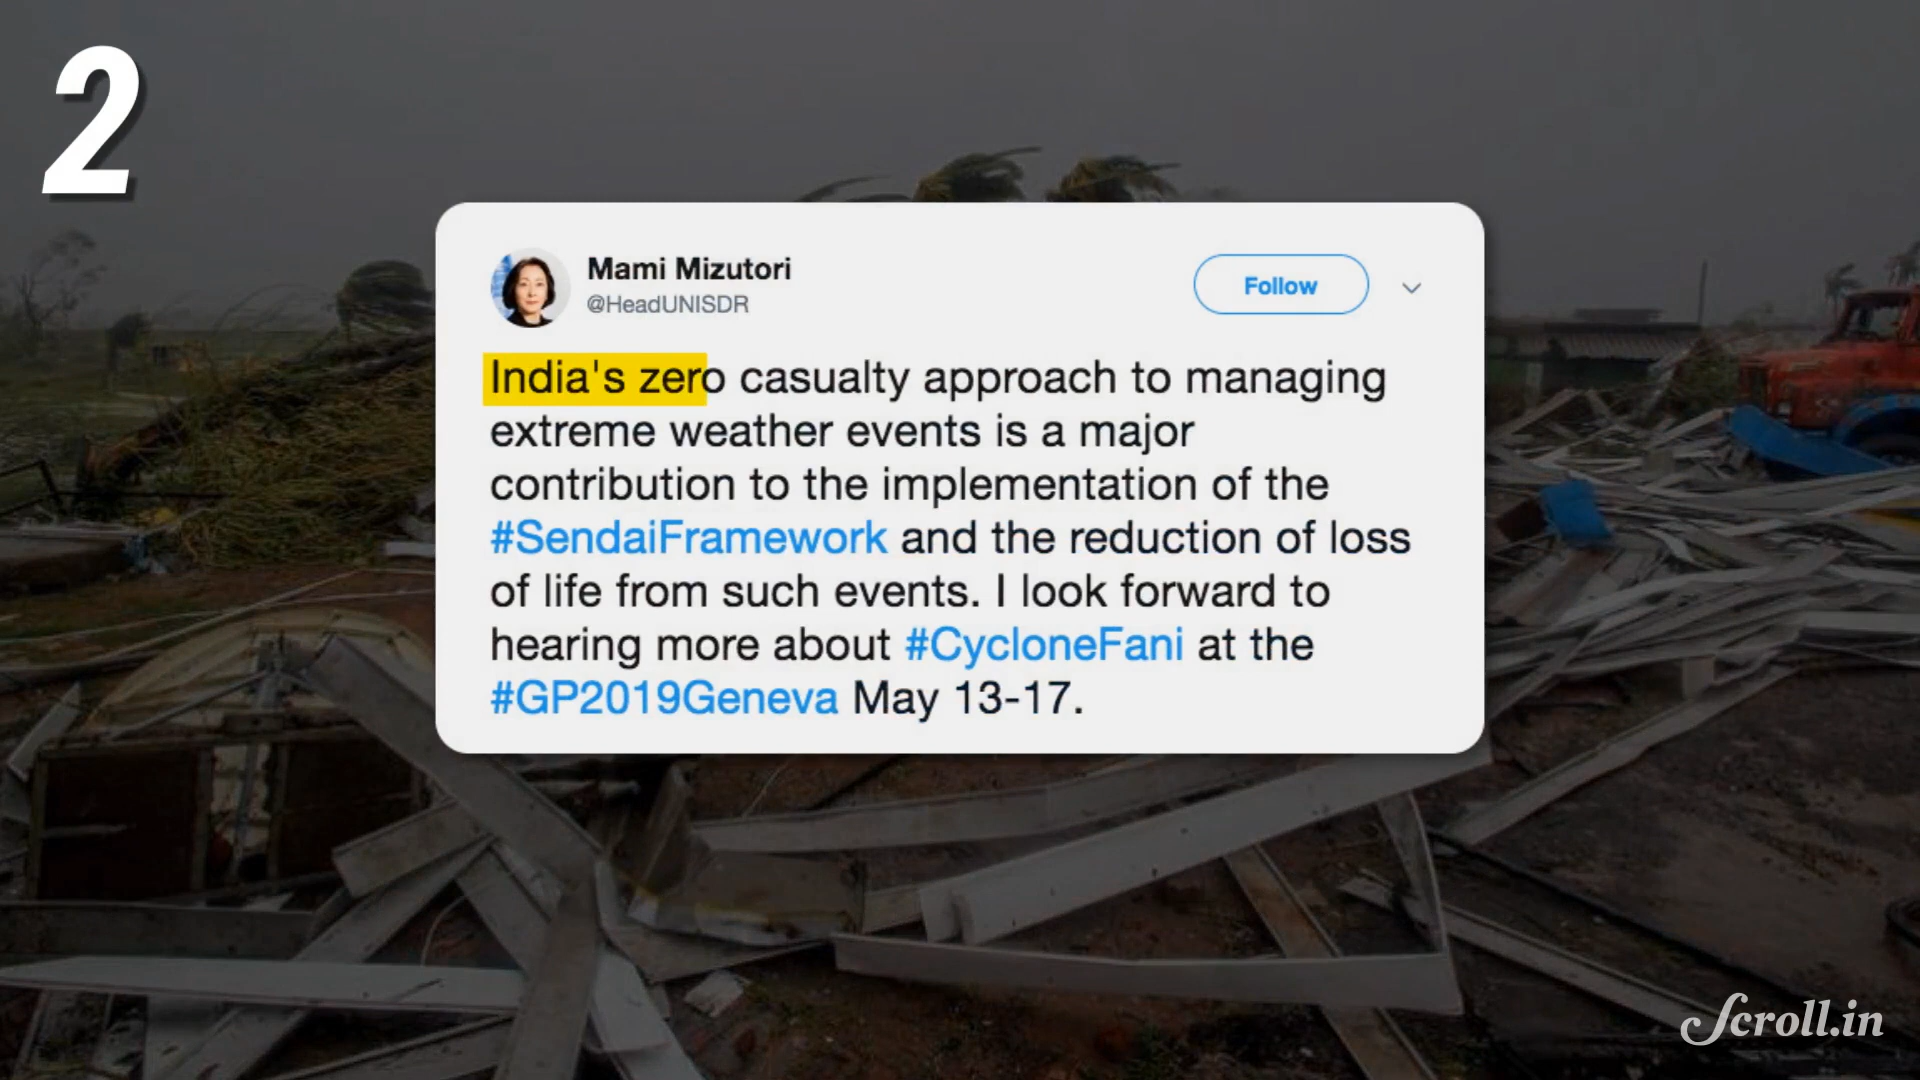 2
Mami Mizutori
@HeadUNISDR
Follow
India's zero casualty approach to managing
extreme weather events is a major
contribution to the implementation of the
#SendaiFramework and the reduction of loss
of life from such events. I look forward to
hearing more about #CycloneFani at the
#GP2019Geneva May 13-17.
Scroll.in